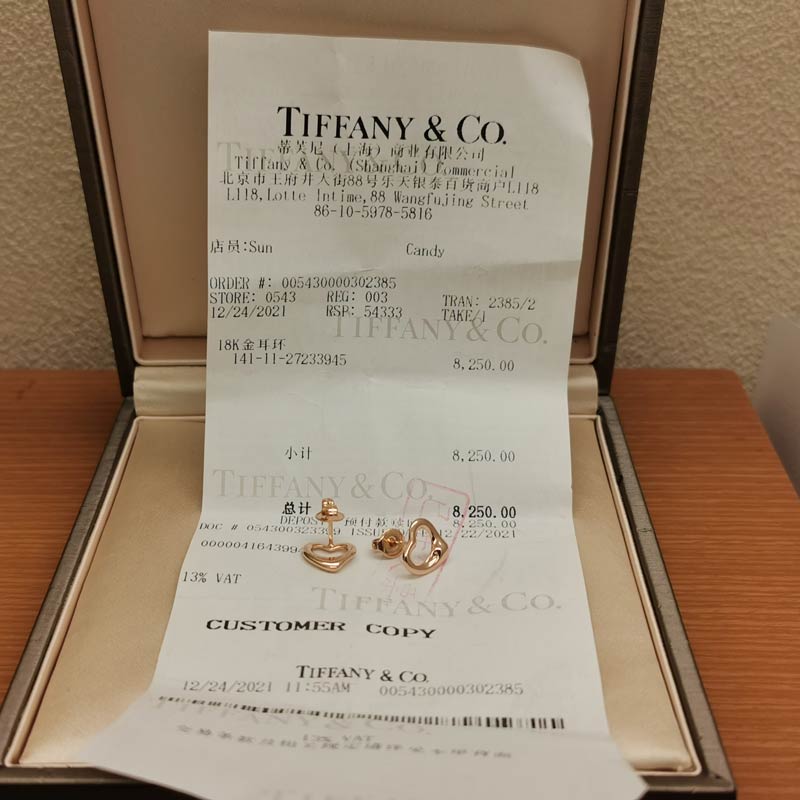 TIFFANY & CO.
蒂芙尼（上海）商业有限公司
Tiffany & Co. (Shanghai) Commercial
北京市王府井大街88号乐天银泰百货商户L118
L118,Lotte Intime,88 Wangfujing Street
86-10-5978-5816
店员:Sun Candy
ORDER #: 005430000302385
STORE: 0543 REG: 003 TRAN: 2385/2
12/24/2021 RSP: 54333 TAKE/1
TIFFANY & CO.
18K金耳环
141-11-27233945 8,250.00
小计 8,250.00
TIFFANY & CO.
总计 8,250.00
预付款 8,250.00
DOC # 054300323399 12/22/2021
13% VAT
TIFFANY & CO.
CUSTOMER COPY
TIFFANY & CO.
12/24/2021 11:55AM 005430000302385
13% VAT